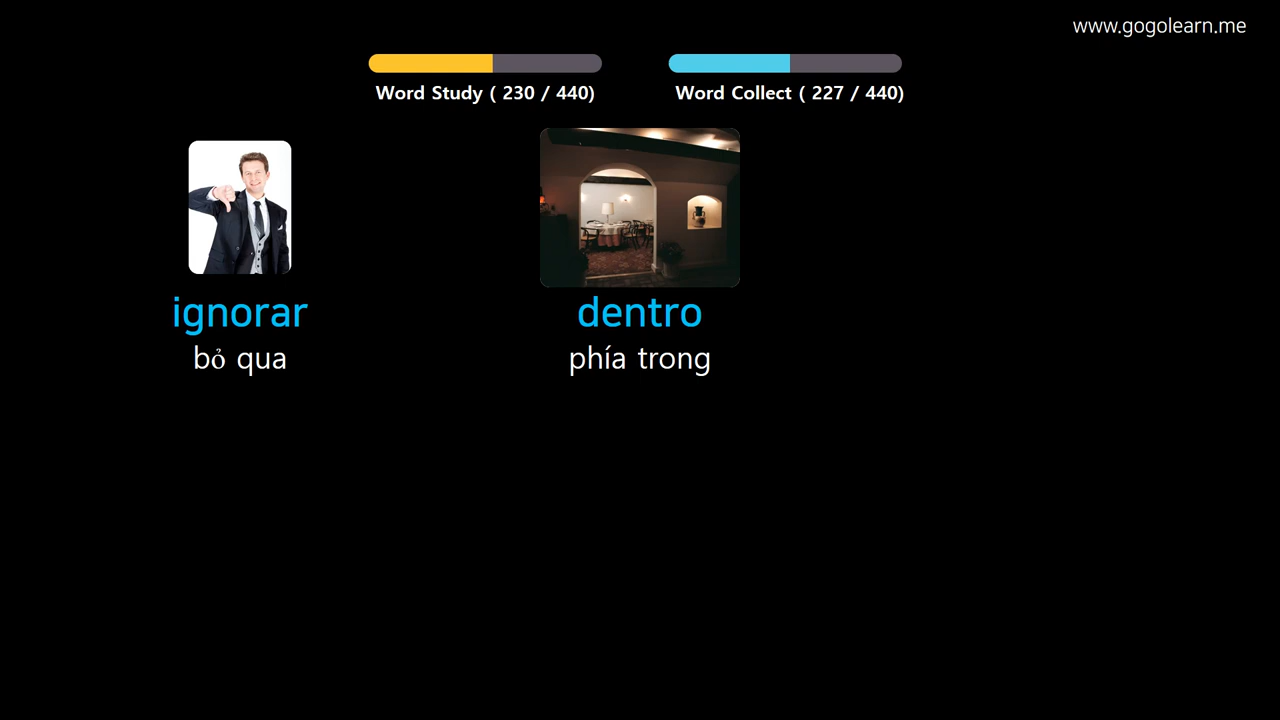 www.gogolearn.me
Word Study ( 230 / 440)
Word Collect ( 227 / 440)
ignorar
bỏ qua
dentro
phía trong